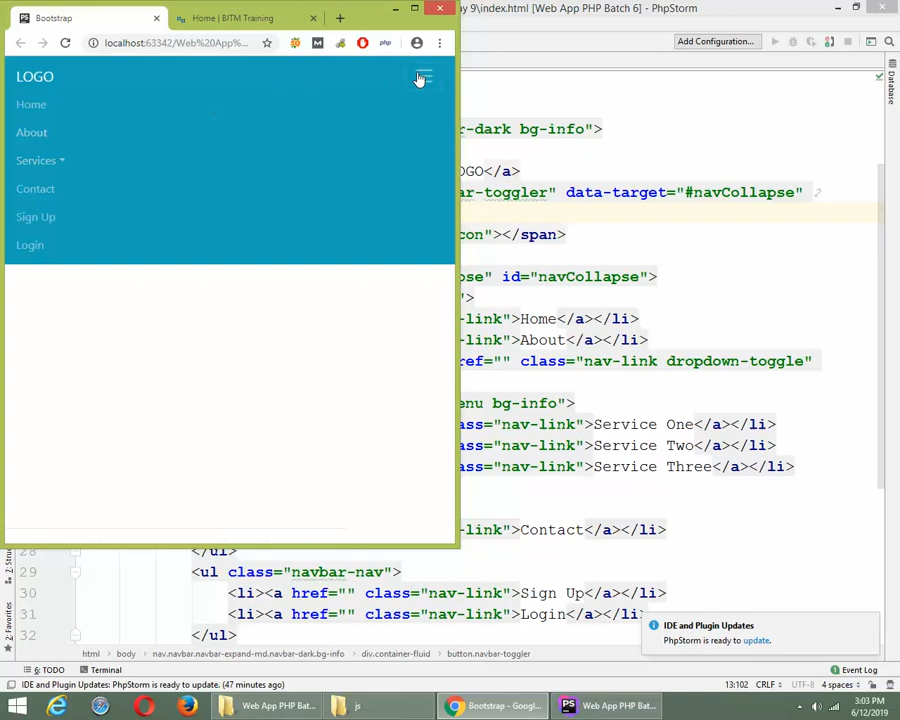 Bootstrap
Home | BITM Training
y 9\index.html [Web App PHP Batch 6] - PhpStorm
localhost:63342/Web%20App%...
php
Add Configuration...
LOGO
Home
About
Services
Contact
Sign Up
Login
Database
r-dark bg-info">
OGO</a>
ar-toggler" data-target="#navCollapse"
con"></span>
pse" id="navCollapse">
">
-link">Home</a></li>
-link">About</a></li>
ref="" class="nav-link dropdown-toggle"
enu bg-info">
ass="nav-link">Service One</a></li>
ass="nav-link">Service Two</a></li>
ass="nav-link">Service Three</a></li>
-link">Contact</a></li>
28 </ul>
29 <ul class="navbar-nav">
30 <li><a href="" class="nav-link">Sign Up</a></li>
31 <li><a href="" class="nav-link">Login</a></li>
32 </ul>
2: Favorites
IDE and Plugin Updates
PhpStorm is ready to update.
html body nav.navbar.navbar-expand-md.navbar-dark.bg-info div.container-fluid button.navbar-toggler
6: TODO Terminal
1 Event Log
IDE and Plugin Updates: PhpStorm is ready to update. (47 minutes ago)
13:102 CRLF UTF-8 4 spaces
Web App PHP Bat...
js
Bootstrap - Googl...
Web App PHP Bat...
3:03 PM
6/12/2019